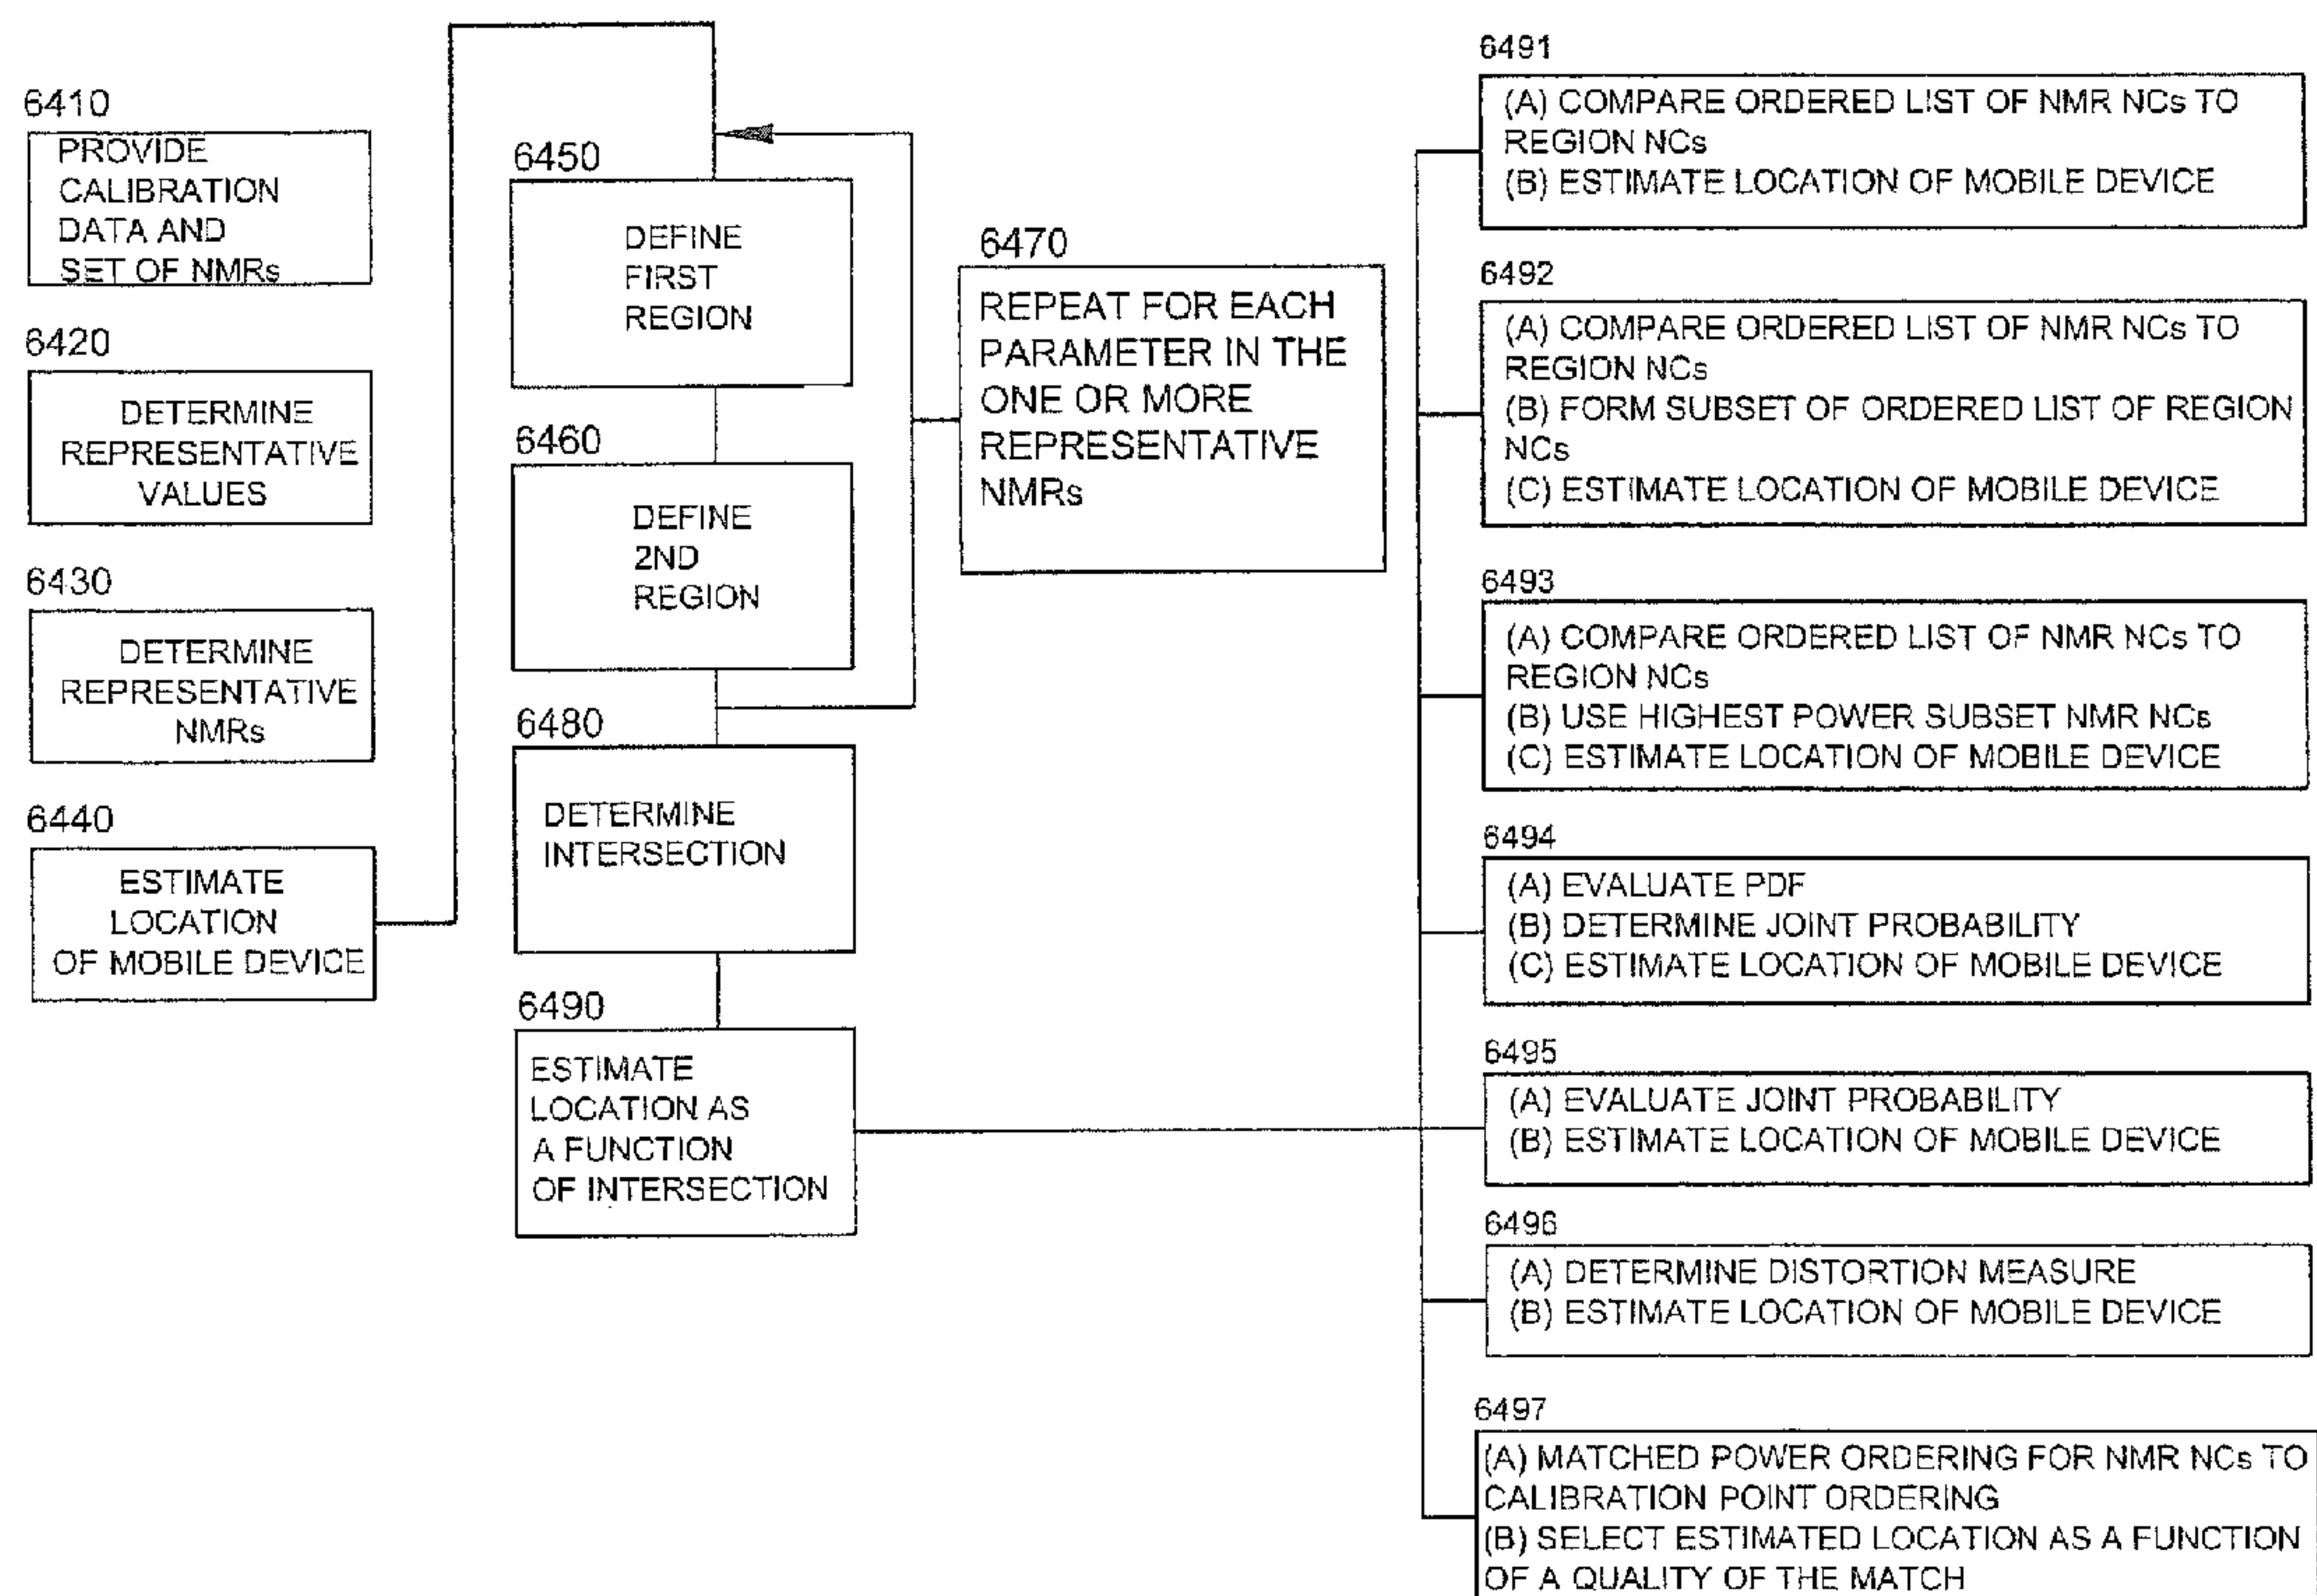 6410
PROVIDE
CALIBRATION
DATA AND
SET OF NMRs
6420
DETERMINE
REPRESENTATIVE
VALUES
6430
DETERMINE
REPRESENTATIVE
NMRs
6440
ESTIMATE
LOCATION
OF MOBILE DEVICE
6450
DEFINE
FIRST
REGION
6460
DEFINE
2ND
REGION
6470
REPEAT FOR EACH
PARAMETER IN THE
ONE OR MORE
REPRESENTATIVE
NMRs
6480
DETERMINE
INTERSECTION
6490
ESTIMATE
LOCATION AS
A FUNCTION
OF INTERSECTION
6491
(A) COMPARE ORDERED LIST OF NMR NCs TO
REGION NCs
(B) ESTIMATE LOCATION OF MOBILE DEVICE
6492
(A) COMPARE ORDERED LIST OF NMR NCs TO
REGION NCs
(B) FORM SUBSET OF ORDERED LIST OF REGION
NCs
(C) ESTIMATE LOCATION OF MOBILE DEVICE
6493
(A) COMPARE ORDERED LIST OF NMR NCs TO
REGION NCs
(B) USE HIGHEST POWER SUBSET NMR NCs
(C) ESTIMATE LOCATION OF MOBILE DEVICE
6494
(A) EVALUATE PDF
(B) DETERMINE JOINT PROBABILITY
(C) ESTIMATE LOCATION OF MOBILE DEVICE
6495
(A) EVALUATE JOINT PROBABILITY
(B) ESTIMATE LOCATION OF MOBILE DEVICE
6496
(A) DETERMINE DISTORTION MEASURE
(B) ESTIMATE LOCATION OF MOBILE DEVICE
6497
(A) MATCHED POWER ORDERING FOR NMR NCs TO
CALIBRATION POINT ORDERING
(B) SELECT ESTIMATED LOCATION AS A FUNCTION
OF A QUALITY OF THE MATCH